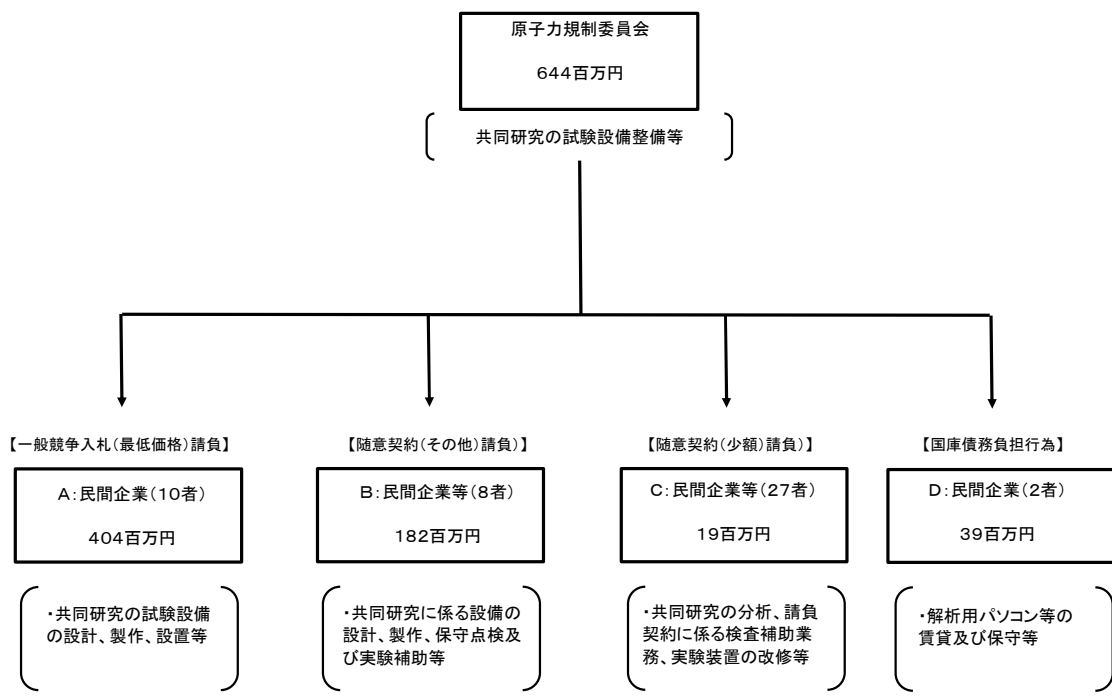 原子力規制委員会
644百万円
共同研究の試験設備整備等
【一般競争入札(最低価格)請負】
A:民間企業(10者)
404百万円
・共同研究の試験設備
の設計、製作、設置等
【随意契約(その他)請負)】
B:民間企業等(8者)
182百万円
・共同研究に係る設備の
設計、製作、保守点検及
び実験補助等
【随意契約(少額)請負)】
C:民間企業等(27者)
19百万円
・共同研究の分析、請負
契約に係る検査補助業
務、実験装置の改修等
【国庫債務負担行為】
D:民間企業(2者)
39百万円
・解析用パソコン等の
賃貸及び保守等